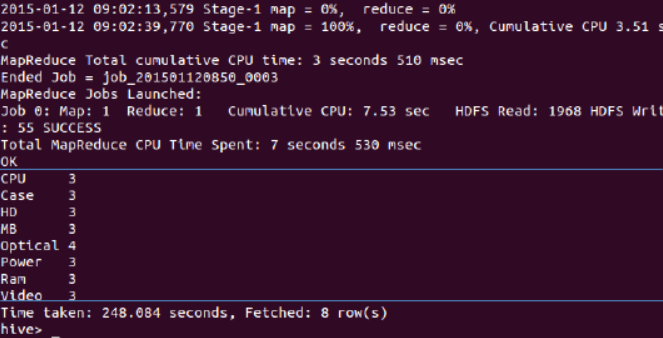 2015-01-12 09:02:13,579 Stage-1 map = 0%,  reduce = 0%
2015-01-12 09:02:39,770 Stage-1 map = 100%,  reduce = 0%, Cumulative CPU 3.51 s
c
MapReduce Total cumulative CPU time: 3 seconds 510 msec
Ended Job = job_201501120850_0003
MapReduce Jobs Launched:
Job 0: Map: 1  Reduce: 1   Cumulative CPU: 7.53 sec   HDFS Read: 1968 HDFS Writ
: 55 SUCCESS
Total MapReduce CPU Time Spent: 7 seconds 530 msec
OK
CPU     3
Case    3
HD      3
MB      3
Optical 4
Power   3
Ram     3
Video   3
Time taken: 248.084 seconds, Fetched: 8 row(s)
hive> _